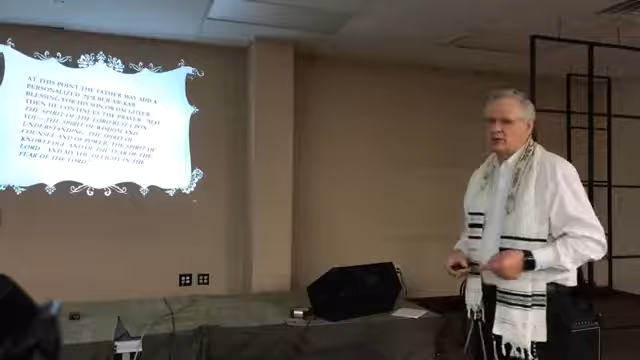 AT THIS POINT THE FATHER MAY ADD A
PERSONALIZED
BLESSING FOR HIS SON OR DAUGHTER.
THEN HE CONTINUES THE PRAYER "MAY
THE SPIRIT OF THE LORD REST UPON
YOU—THE SPIRIT OF WISDOM AND
UNDERSTANDING, THE SPIRIT OF
COUNSEL AND OF POWER, THE SPIRIT OF
KNOWLEDGE AND OF THE FEAR OF THE
LORD - AND MAY YOU DELIGHT IN THE
FEAR OF THE LORD."